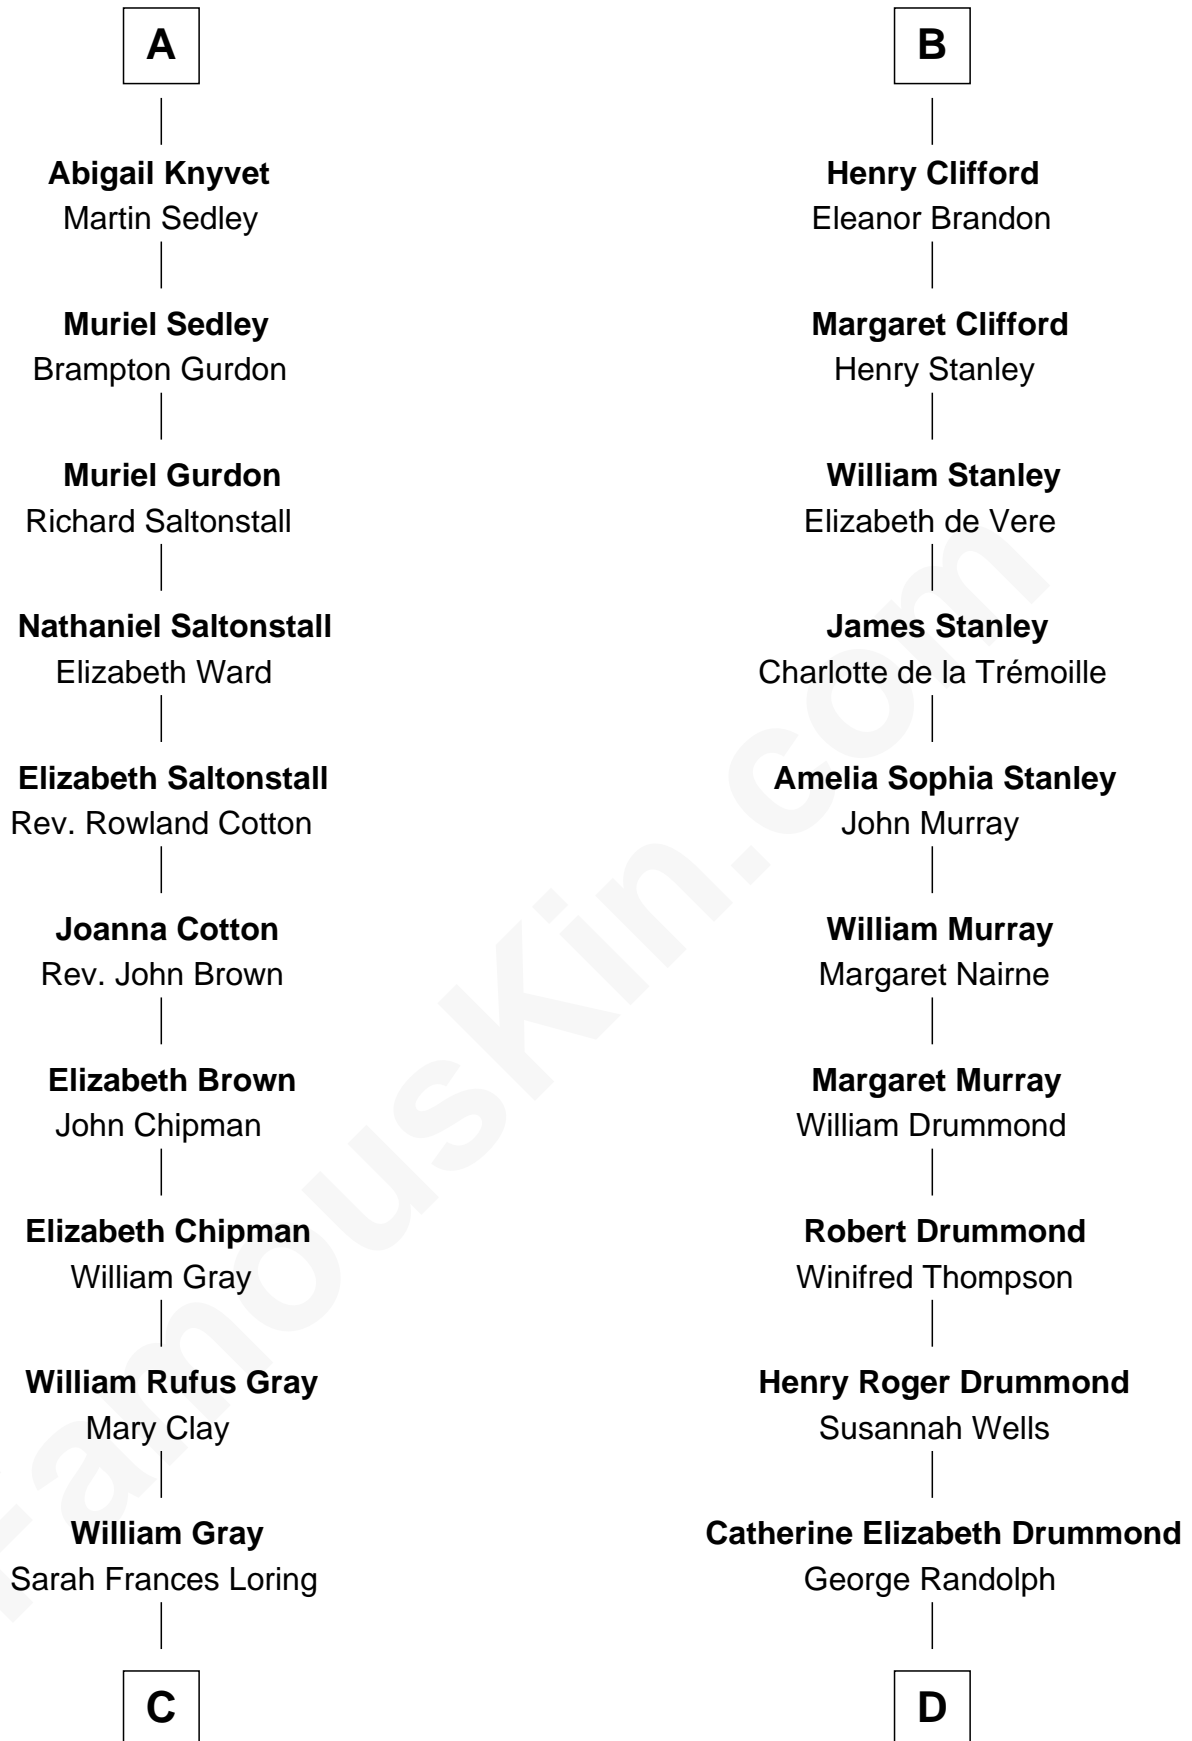 A
Abigail Knyvet
Martin Sedley
Muriel Sedley
Brampton Gurdon
Muriel Gurdon
Richard Saltonstall
Nathaniel Saltonstall
Elizabeth Ward
Elizabeth Saltonstall
Rev. Rowland Cotton
Joanna Cotton
Rev. John Brown
Elizabeth Brown
John Chipman
Elizabeth Chipman
William Gray
William Rufus Gray
Mary Clay
William Gray
Sarah Frances Loring
C
B
Henry Clifford
Eleanor Brandon
Margaret Clifford
Henry Stanley
William Stanley
Elizabeth de Vere
James Stanley
Charlotte de la Trémoille
Amelia Sophia Stanley
John Murray
William Murray
Margaret Nairne
Margaret Murray
William Drummond
Robert Drummond
Winifred Thompson
Henry Roger Drummond
Susannah Wells
Catherine Elizabeth Drummond
George Randolph
D
FamousKin.com